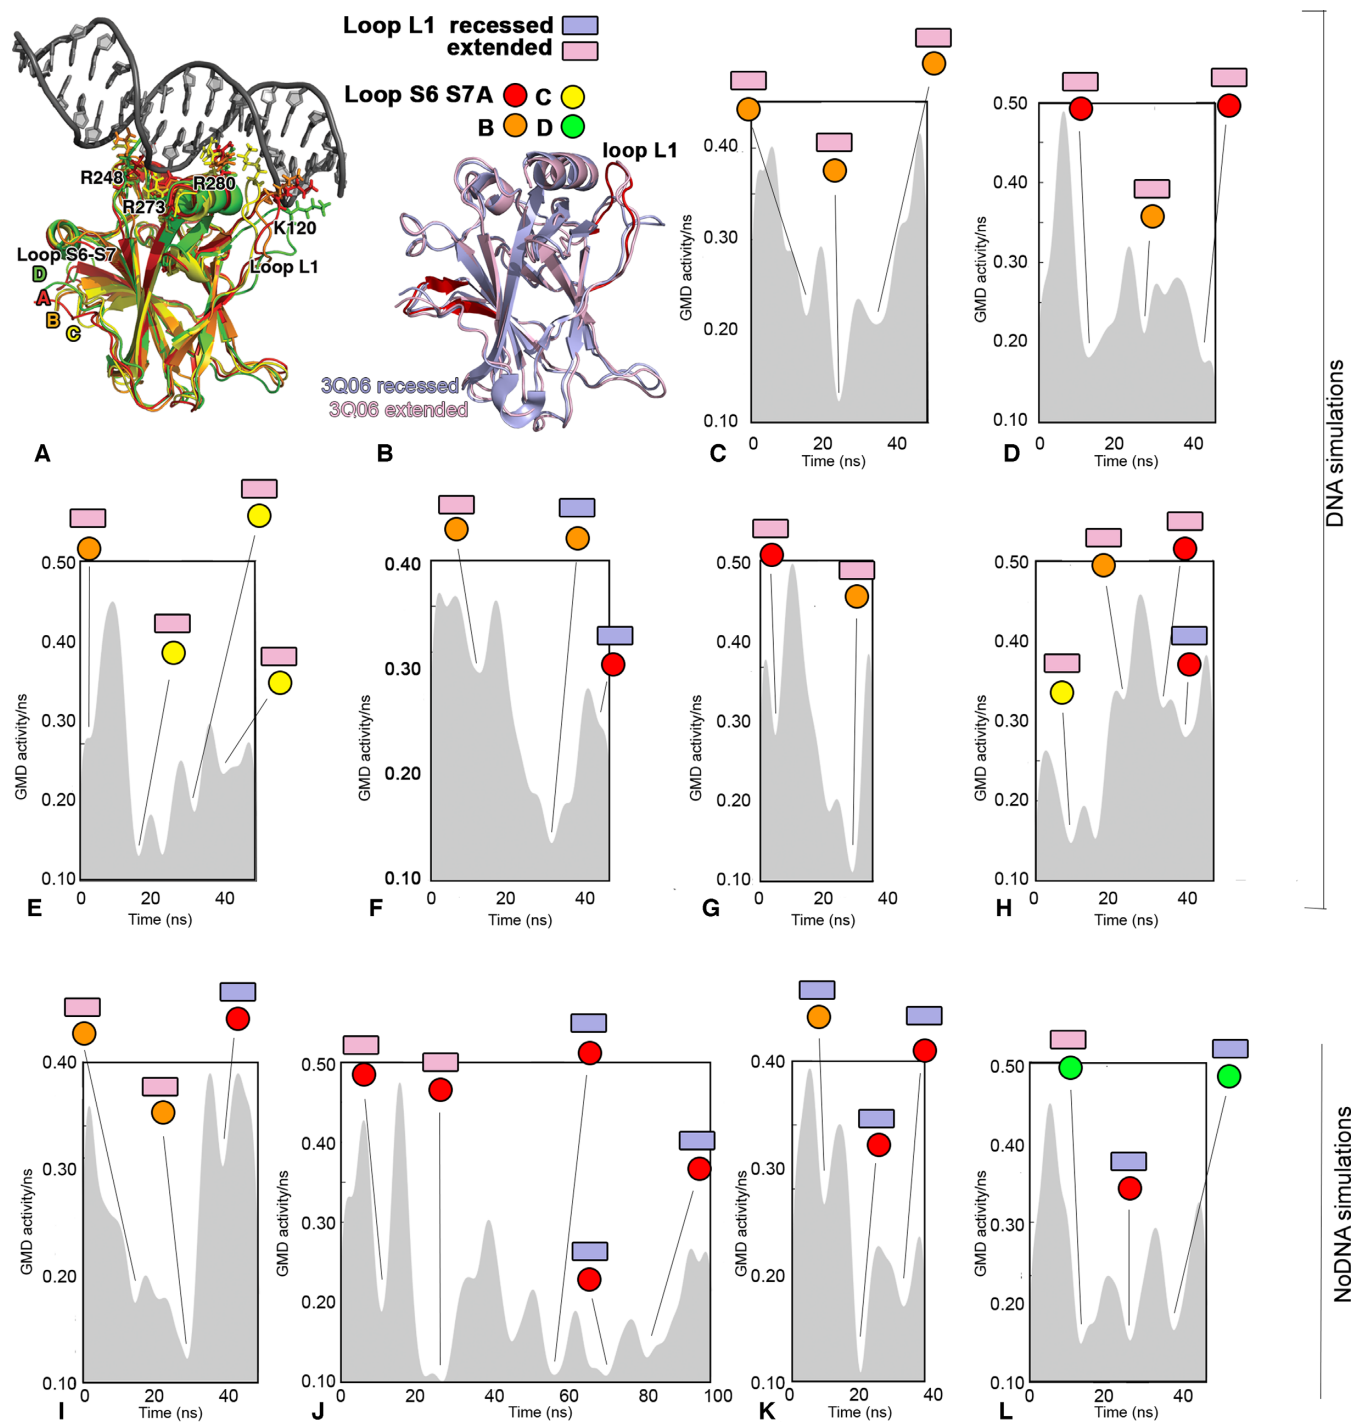 Loop L1 recessed
extended
Loop S6 S7 A C
B D
R248
R280
R273
K120
Loop S6-S7
Loop L1
D
A
B
C
A
loop L1
3Q06 recessed
3Q06 extended
B
GMD activity/ns
0.40
0.30
0.20
0.10
0 20 40
Time (ns)
C
GMD activity/ns
0.50
0.40
0.30
0.20
0.10
0 20 40
Time (ns)
D
DNA simulations
GMD activity/ns
0.50
0.40
0.30
0.20
0.10
0 20 40
Time (ns)
E
GMD activity/ns
0.40
0.30
0.20
0.10
0 20 40
Time (ns)
F
GMD activity/ns
0.50
0.40
0.30
0.20
0.10
0 20 40
Time (ns)
G
GMD activity/ns
0.50
0.40
0.30
0.20
0.10
0 20 40
Time (ns)
H
GMD activity/ns
0.40
0.30
0.20
0.10
0 20 40
Time (ns)
I
GMD activity/ns
0.50
0.40
0.30
0.20
0.10
0 20 40 60 80 100
Time (ns)
J
GMD activity/ns
0.40
0.30
0.20
0.10
0 20 40
Time (ns)
K
GMD activity/ns
0.50
0.40
0.30
0.20
0.10
0 20 40
Time (ns)
L
NoDNA simulations